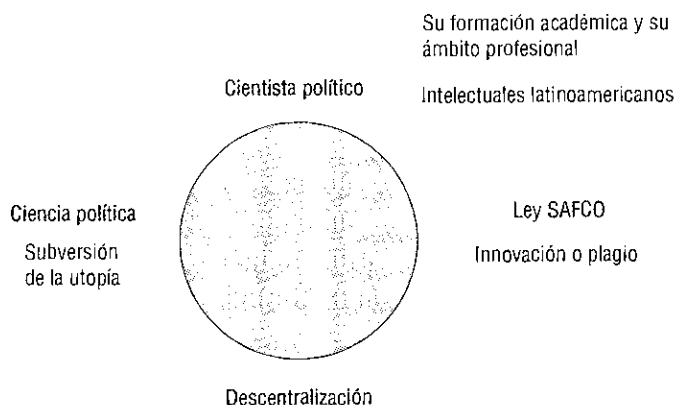 Su formación académica y su
ámbito profesional
Cientista político
Intelectuales latinoamericanos
Ciencia política
Subversión
de la utopía
Ley SAFCO
Innovación o plagio
Descentralización